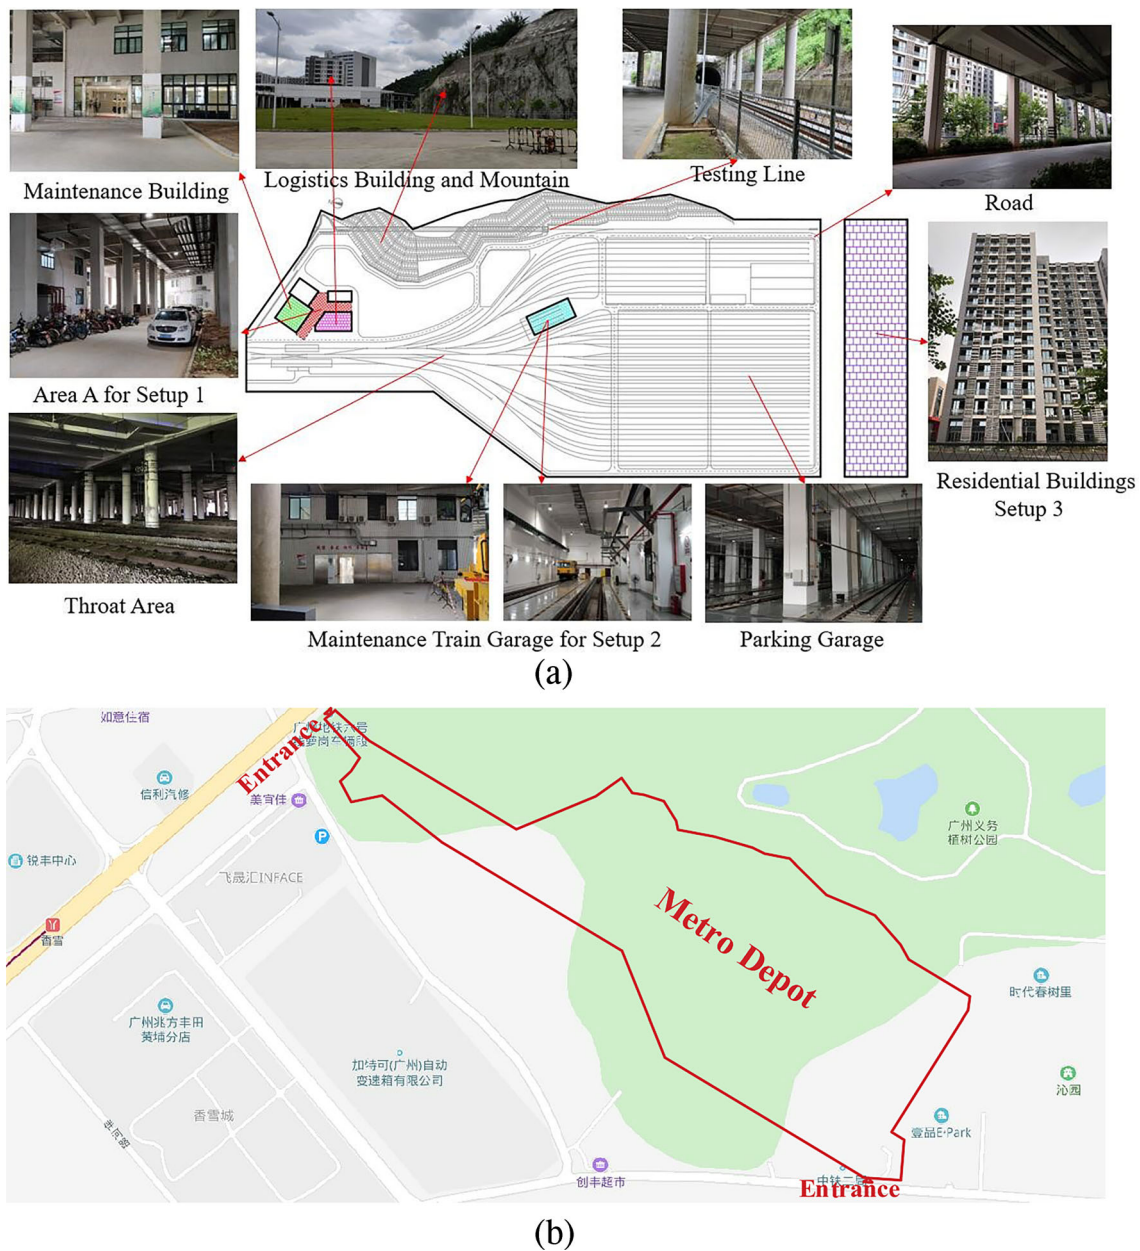 Maintenance Building
Logistics Building and Mountain
Testing Line
Road
Area A for Setup 1
Residential Buildings
Setup 3
Throat Area
Maintenance Train Garage for Setup 2
Parking Garage
(a)
如意住宿
Entrance
信利汽修
美宜佳
P
锐丰中心
飞晟汇INFACE
香雪
广州义务
植树公园
Metro Depot
时代春树里
广州兆方丰田
黄埔分店
加特可(广州)自动
变速箱有限公司
沁园
香雪城
壹品E·Park
创丰超市
Entrance
(b)